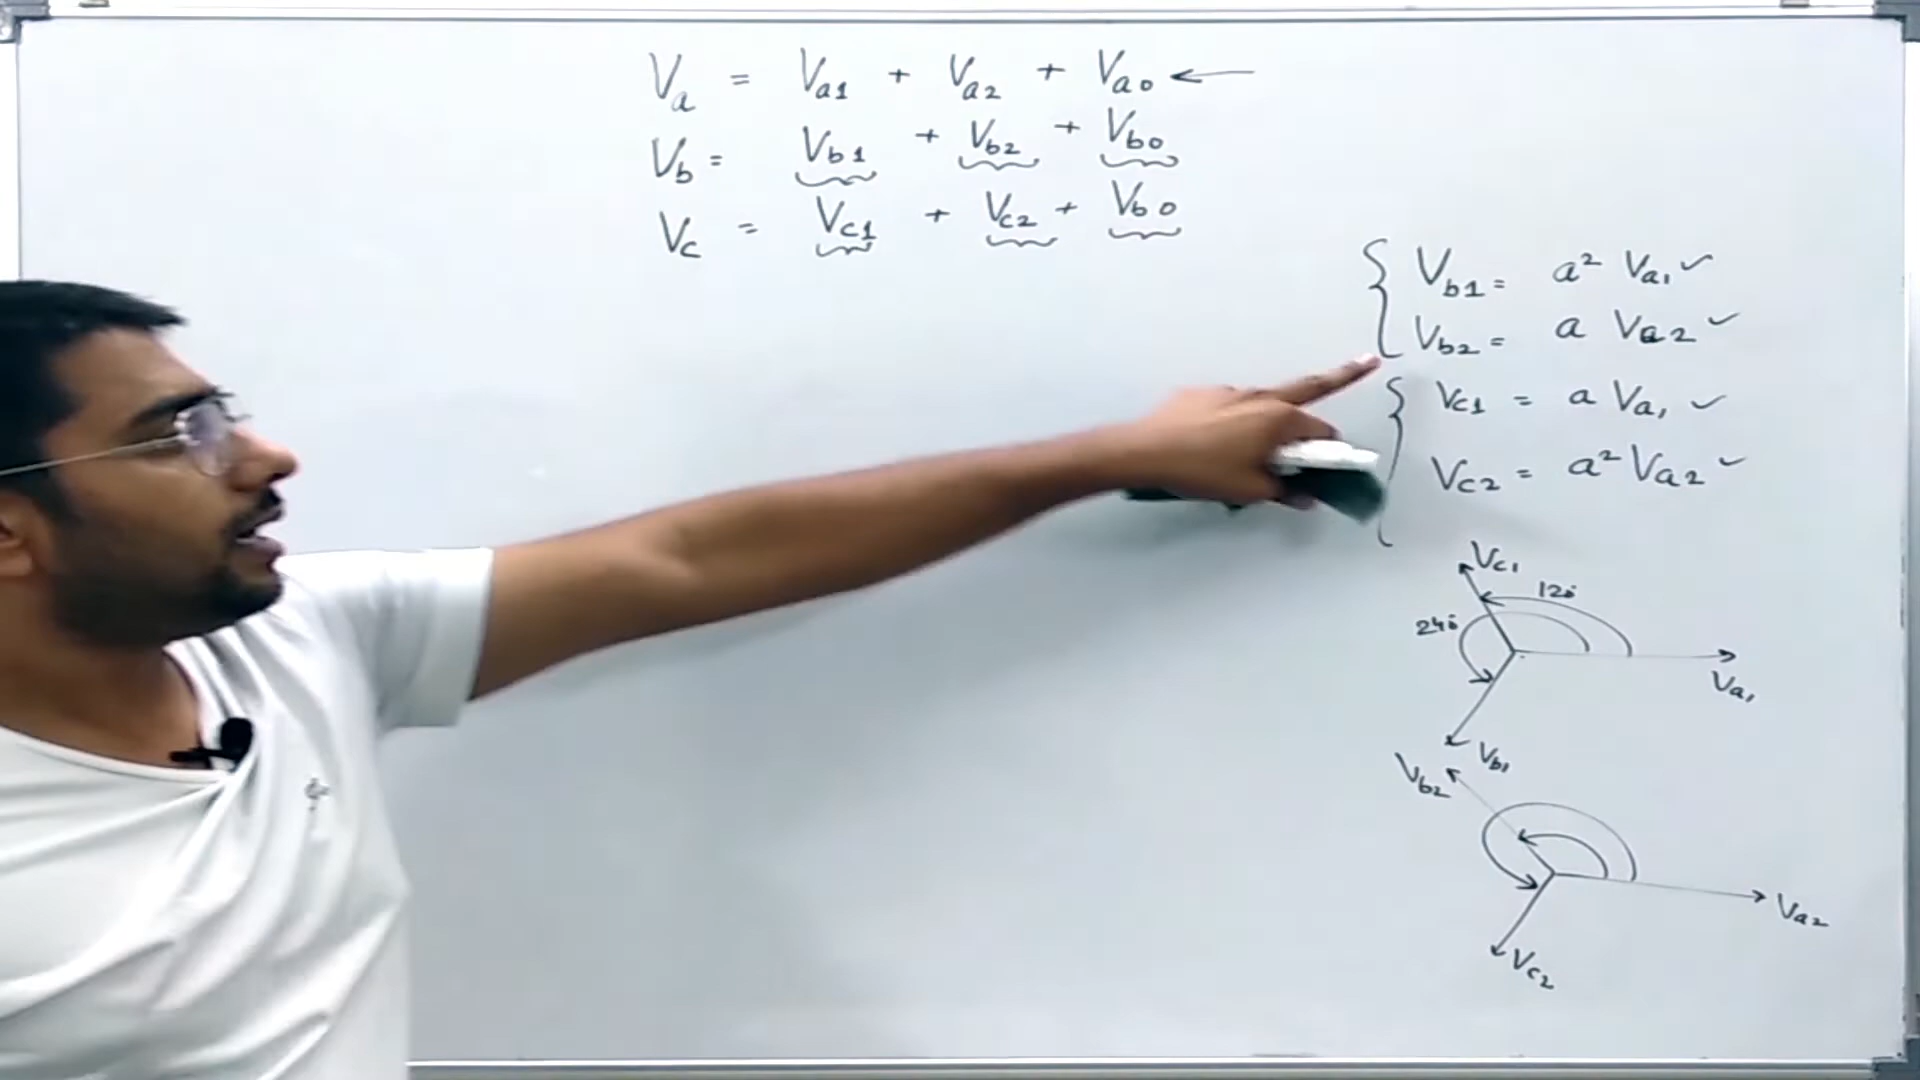 Va = Va1 + Va2 + Va0 ←
Vb = Vb1 + Vb2 + Vb0
Vc = Vc1 + Vc2 + Vb0
Vb1 = a² Va1 ✓
Vb2 = a Va2 ✓
Vc1 = a Va1 ✓
Vc2 = a² Va2 ✓
Vc1
120°
240°
Va1
Vb1
Vb2
Va2
Vc2